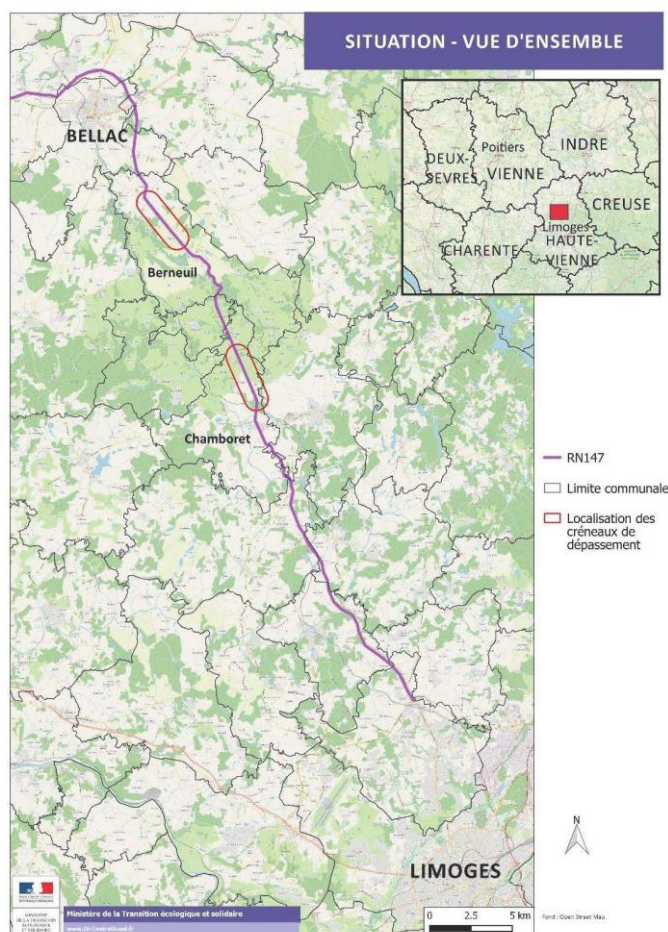 SITUATION - VUE D'ENSEMBLE
BELLAC
Berneuil
Chamboret
LIMOGES
DEUX-
SEVRES
Poitiers
VIENNE
INDRE
CREUSE
CHARENTE
Limoges
HAUTE-
VIENNE
RN147
Limite communale
Localisation des
créneaux de
dépassement
N
Ministère de la Transition écologique et solidaire
0 2.5 5 km
Fond : Open Street Map